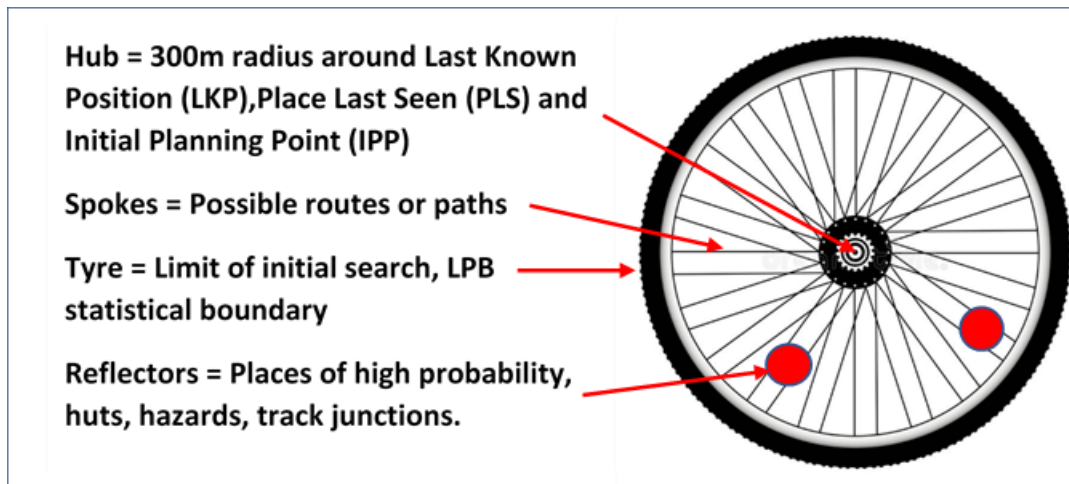 Hub = 300m radius around Last Known
Position (LKP),Place Last Seen (PLS) and
Initial Planning Point (IPP)
Spokes = Possible routes or paths
Tyre = Limit of initial search, LPB
statistical boundary
Reflectors = Places of high probability,
huts, hazards, track junctions.